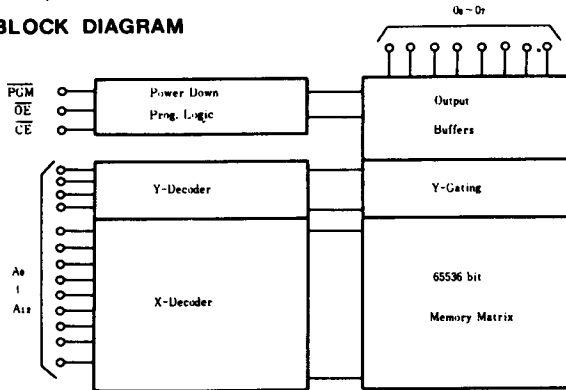 O₀~O₇
BLOCK DIAGRAM
PGM
OE
CE
Power Down
Prog. Logic
Output
Buffers
Y-Decoder
Y-Gating
A₀
≀
A₁₂
X-Decoder
65536 bit
Memory Matrix